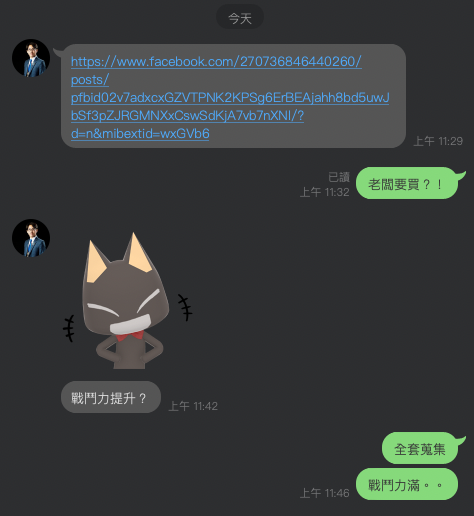 今天
https://www.facebook.com/270736846440260/
posts/
pfbid02v7adxcxGZVTPNK2KPSg6ErBEAjahh8bd5uwJ
bSf3pZJRGMNXxCswSdKjA7vb7nXNl/?
d=n&mibextid=wxGVb6
上午 11:29
已讀
上午 11:32
老闆要買？！
戰鬥力提升？
上午 11:42
全套蒐集
戰鬥力滿。。
上午 11:46